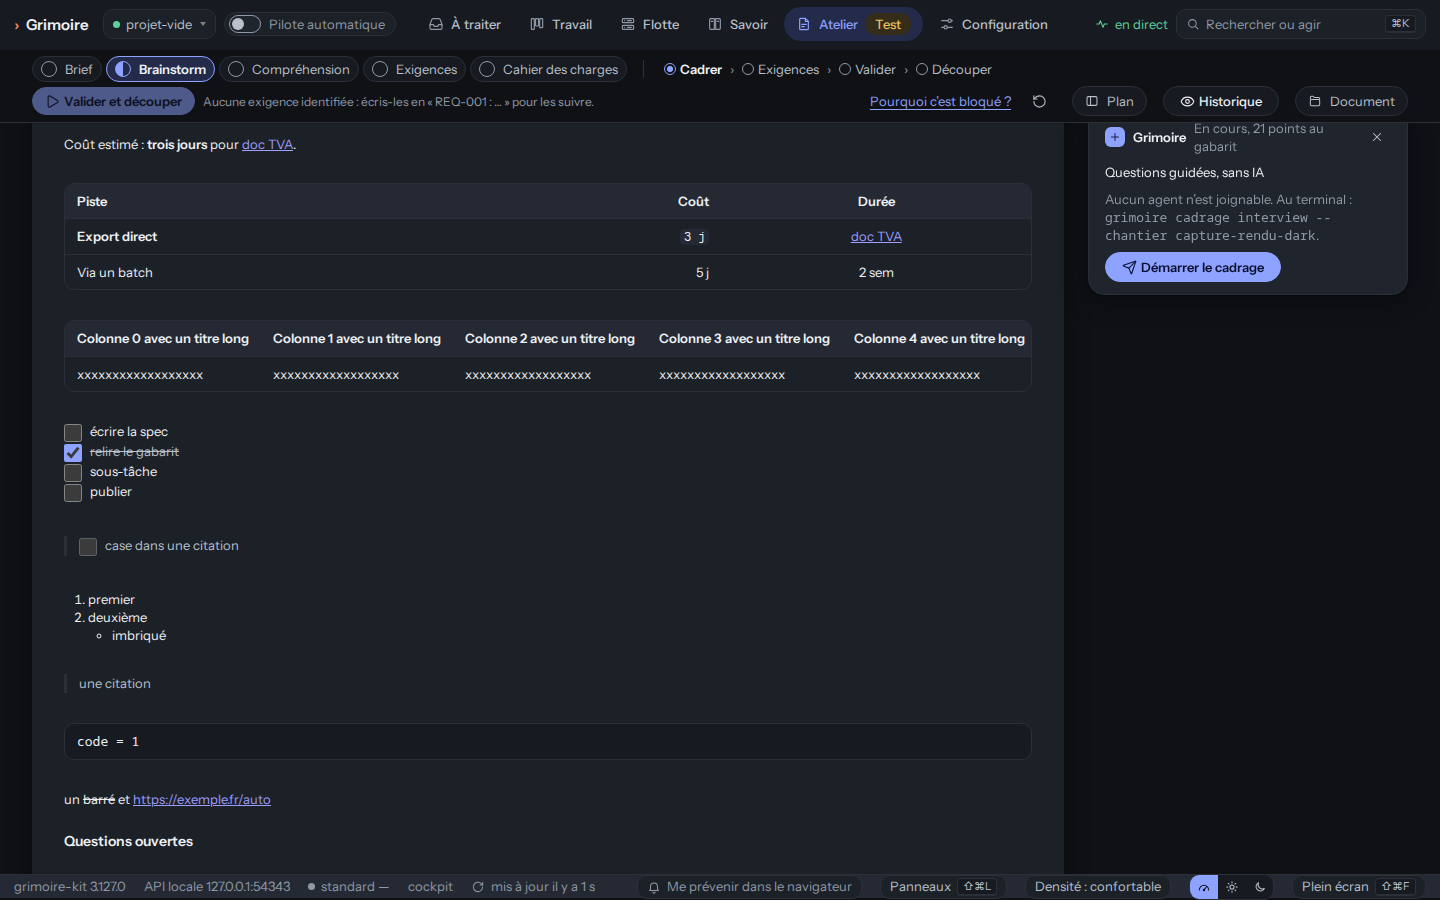 Grimoire projet-vide Pilote automatique À traiter Travail Flotte Savoir Atelier Test Configuration en direct Rechercher ou agir ⌘K
Brief Brainstorm Compréhension Exigences Cahier des charges Cadrer › Exigences › Valider › Découper
Valider et découper Aucune exigence identifiée : écris-les en « REQ-001 : … » pour les suivre. Pourquoi c'est bloqué ? Plan Historique Document
Coût estimé : trois jours pour doc TVA.
Piste Coût Durée
Export direct 3 j doc TVA
Via un batch 5 j 2 sem
Colonne 0 avec un titre long Colonne 1 avec un titre long Colonne 2 avec un titre long Colonne 3 avec un titre long Colonne 4 avec un titre long
xxxxxxxxxxxxxxxxxx xxxxxxxxxxxxxxxxxx xxxxxxxxxxxxxxxxxx xxxxxxxxxxxxxxxxxx xxxxxxxxxxxxxxxxxx
écrire la spec
relire le gabarit
sous-tâche
publier
case dans une citation
1. premier
2. deuxième
imbriqué
une citation
code = 1
un barré et https://exemple.fr/auto
Questions ouvertes
Grimoire En cours, 21 points au
gabarit
Questions guidées, sans IA
Aucun agent n'est joignable. Au terminal :
grimoire cadrage interview --
chantier capture-rendu-dark.
Démarrer le cadrage
grimoire-kit 3.127.0 API locale 127.0.0.1:54343 standard — cockpit mis à jour il y a 1 s Me prévenir dans le navigateur Panneaux ⇧⌘L Densité : confortable Plein écran ⇧⌘F